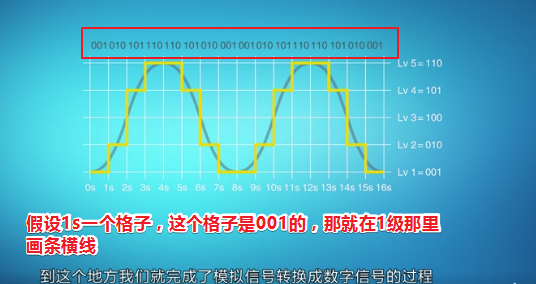 001 010 101 110 110 101 010 001 001 010 101 110 110 101 010 001
Lv 5 = 110
Lv 4 = 101
Lv 3 = 100
Lv 2 = 010
Lv 1 = 001
0s 1s 2s 3s 4s 5s 6s 7s 8s 9s 10s 11s 12s 13s 14s 15s 16s
假设1s一个格子，这个格子是001的，那就在1级那里
画条横线
到这个地方我们就完成了模拟信号转换成数字信号的过程